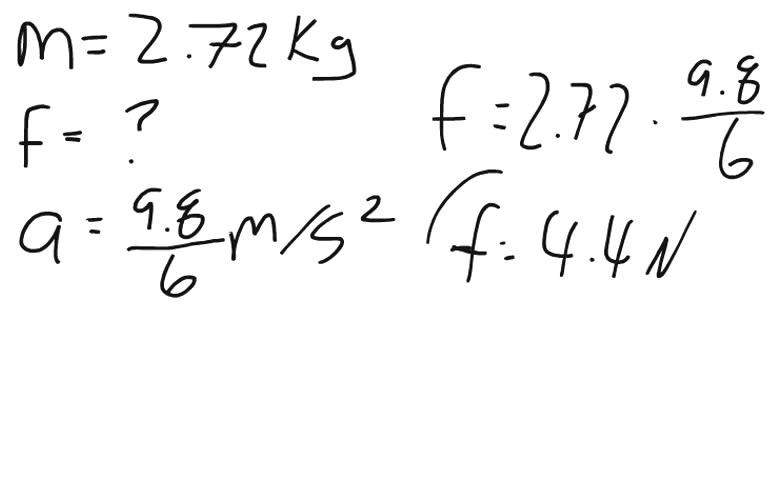 m = 2.72 Kg
f = ?
a = 9.8/6 m/s²
f = 2.72 · 9.8/6
f = 4.4 N